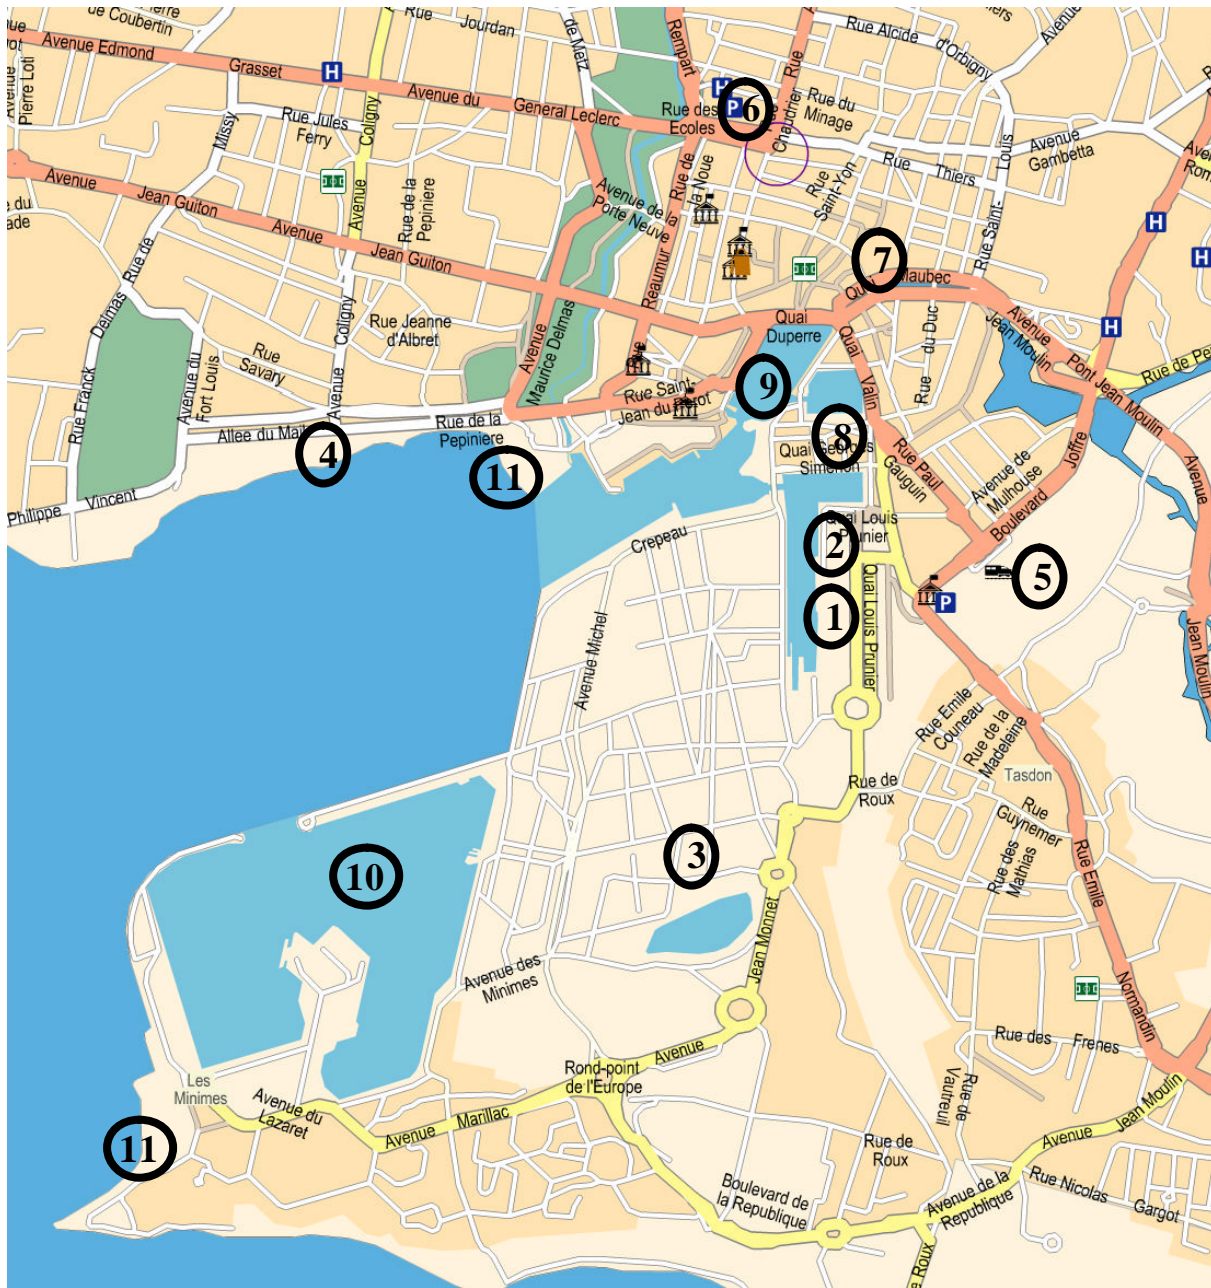 de Coubertin
Rue
Jourdan
de Metz
Rempart
Rue
Rue Alcide
d'Orbigny
Avenue
Avenue Edmond
Grasset
H
Avenue du
General Leclerc
H
P
6
Rue des
Ecoles
Chaudrier
Rue du
Minage
Pierre Loti
Missy
Rue Jules
Ferry
Coligny
Avenue
Gambetta
Louis
Rue
Thiers
Rue
Saint-Yon
Rue Saint-
Avenue
Jean Guiton
Avenue
Rue de la
Pepiniere
Avenue de la
Porte Neuve
Rue de
la Noue
H
H
Avenue
Jean Guiton
Reaumur
7
Quai
Maubec
Rue de
Delmas
Rue Franck
Coligny
Avenue
Rue Jeanne
d'Albret
Avenue
Maurice Delmas
Quai
Duperre
Quai
Valin
Rue
du Duc
Avenue
Jean Moulin
H
Pont Jean Moulin
Rue
Savary
Avenue du
Fort Louis
Rue Saint-
Jean du Perot
9
Allee du Mail
4
Rue de la
Pepiniere
11
8
Quai Georges
Simenon
Rue Paul
Gauguin
Avenue de
Mulhouse
Boulevard
Joffre
Avenue
Philippe
Vincent
Crepeau
Quai Louis
Prunier
2
5
P
1
Quai Louis Prunier
Avenue Michel
Jean Moulin
Rue Emile
Couneau
Rue de la
Madeleine
Tasdon
Rue de
Roux
Rue
Guynemer
Rue des
Mathias
Rue Emile
3
10
Jean Monnet
Avenue des
Minimes
Normandin
Rue des
Frenes
Avenue
Rond-point
de l'Europe
Les
Minimes
Avenue du
Lazaret
Avenue
Marillac
Rue de
Vautreuil
Jean Moulin
Avenue
11
Rue de
Roux
Boulevard de
la Republique
Avenue de la
Republique
Rue Nicolas
Gargot
Roux